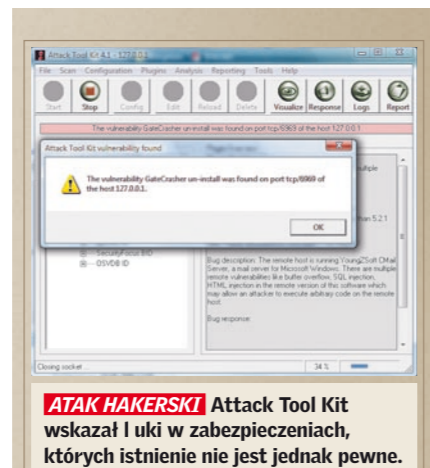 Attack Tool Kit 4.1 - 127.0.0.1
File Scan Configuration Plugins Analysis Reporting Tools Help
Start Stop Config Edit Reload Delete Visualize Response Logs Report
The vulnerability GateCrasher un-install was found on port tcp/6969 of the host 127.0.0.1
Attack Tool Kit vulnerability found
The vulnerability GateCrasher un-install was found on port tcp/6969 of
the host 127.0.0.1.
OK
multiple
than 5.2.1
SecurityFocus BID
OSVDB ID
Bug description: The remote host is running YoungZSoft CMail
Server, a mail server for Microsoft Windows. There are multiple
remote vulnerabilities like buffer overflow, SQL injection,
HTML injection in the remote version of this software which
may allow an attacker to execute arbitrary code on the remote
host.
Bug response:
Closing socket ... 34 %
ATAK HAKERSKI Attack Tool Kit
wskazał l uki w zabezpieczeniach,
których istnienie nie jest jednak pewne.